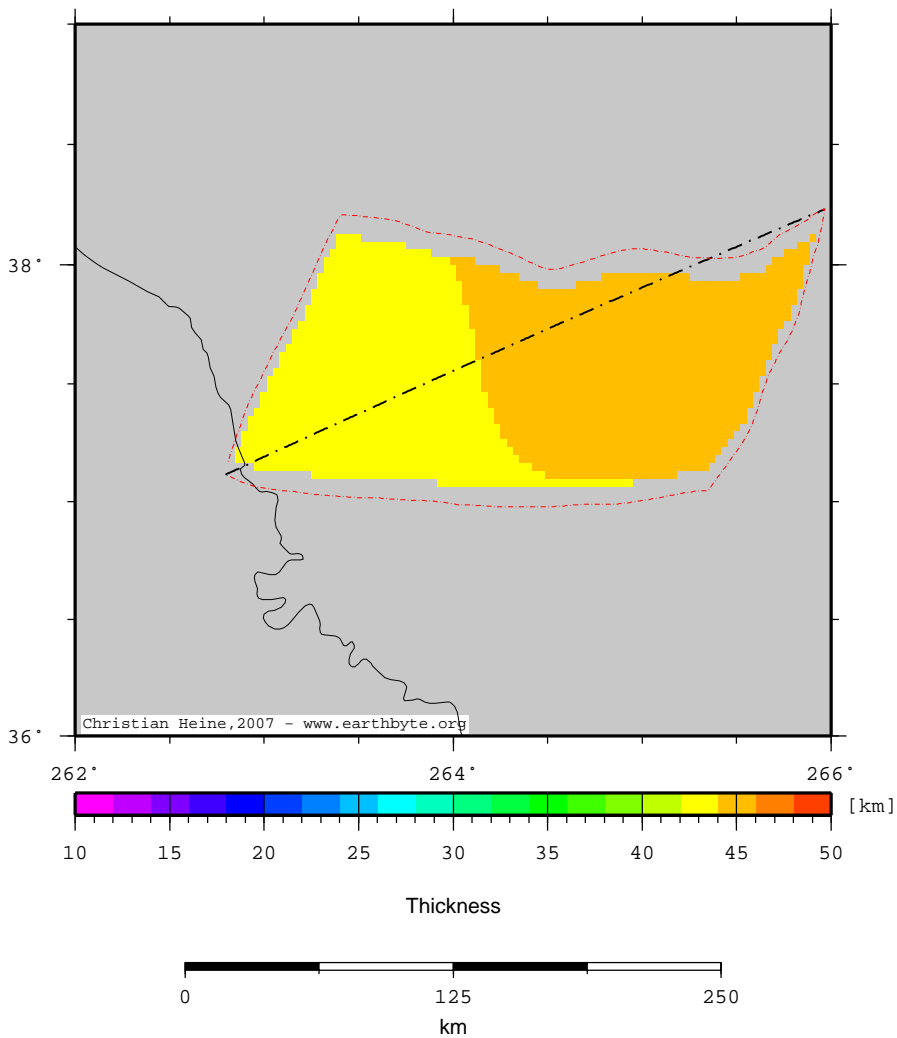 38°
Christian Heine,2007 - www.earthbyte.org
36°
262° 264° 266°
[km]
10 15 20 25 30 35 40 45 50
Thickness
0 125 250
km